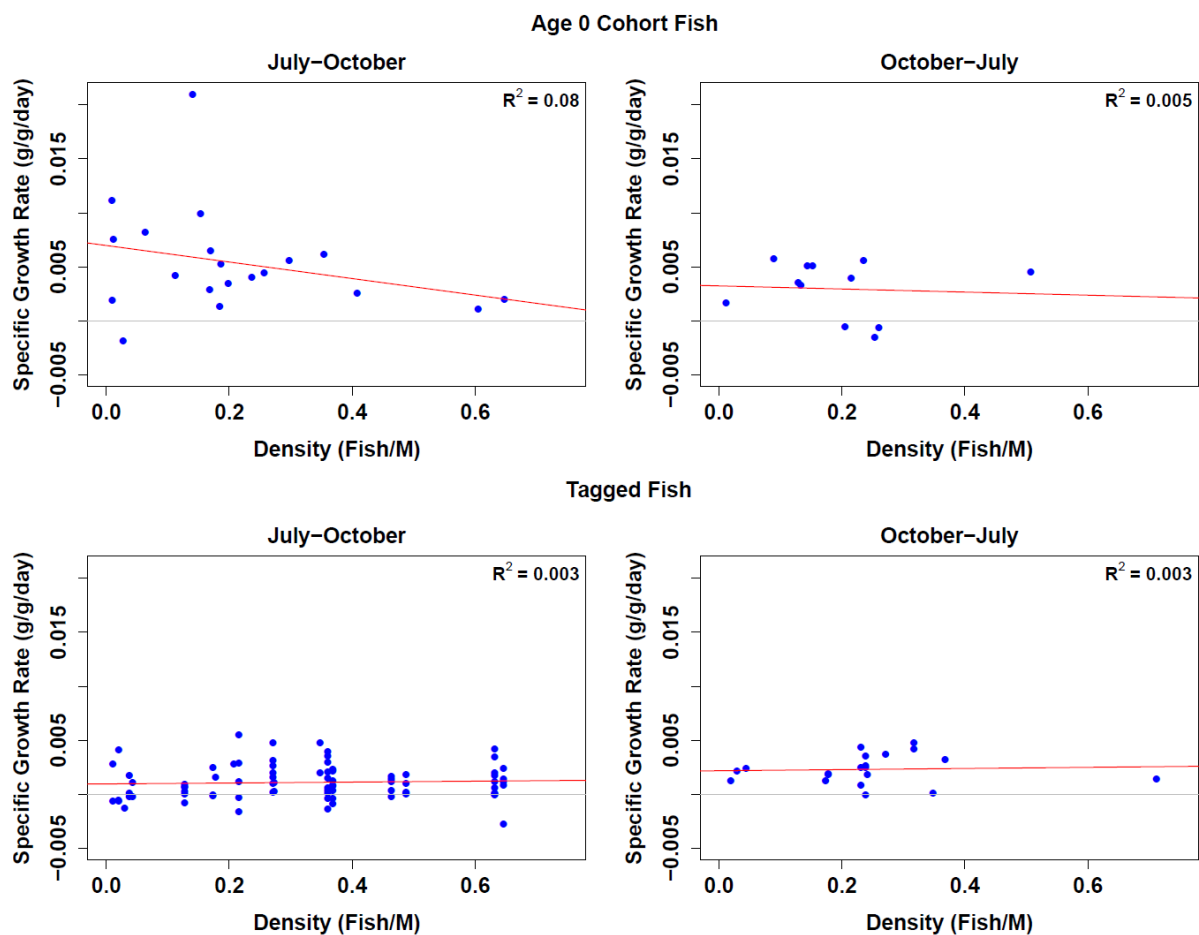 Age 0 Cohort Fish
July−October
October−July
R² = 0.08
R² = 0.005
Specific Growth Rate (g/g/day)
0.015
0.005
−0.005
0.0 0.2 0.4 0.6
Density (Fish/M)
Specific Growth Rate (g/g/day)
0.015
0.005
−0.005
0.0 0.2 0.4 0.6
Density (Fish/M)
Tagged Fish
July−October
October−July
R² = 0.003
R² = 0.003
Specific Growth Rate (g/g/day)
0.015
0.005
−0.005
0.0 0.2 0.4 0.6
Density (Fish/M)
Specific Growth Rate (g/g/day)
0.015
0.005
−0.005
0.0 0.2 0.4 0.6
Density (Fish/M)